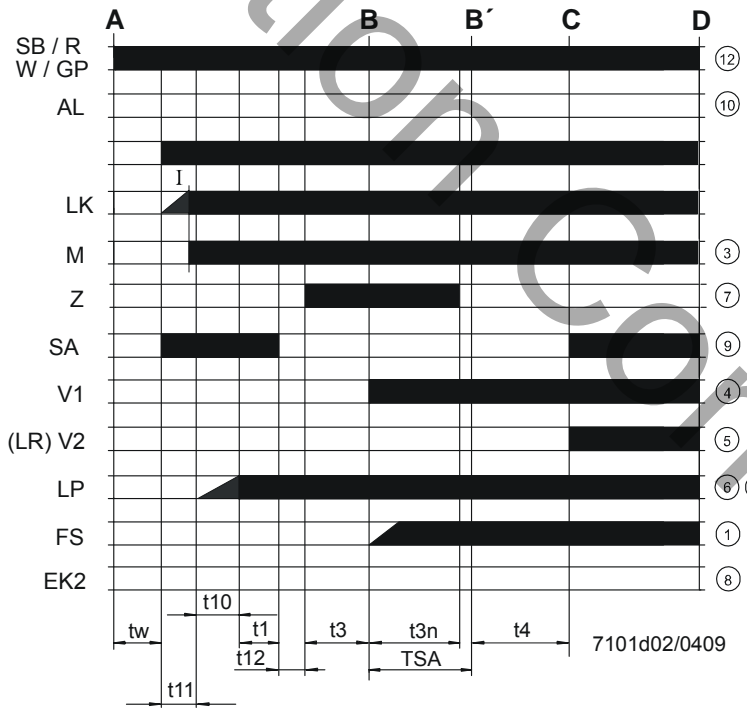 A B B´ C D
SB / R
W / GP 12
AL 10
I
LK
M 3
Z 7
SA 9
V1 4
(LR) V2 5
LP 6
FS 1
EK2 8
t10
tw t1 t3 t3n t4 7101d02/0409
t12 TSA
t11